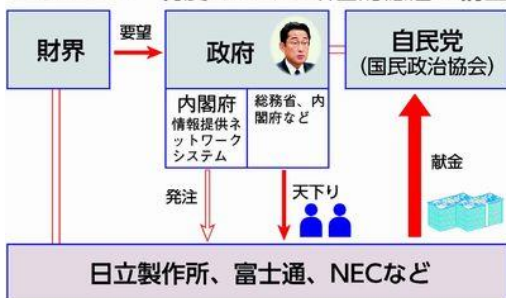 財界
要望
政府
自民党
(国民政治協会)
内閣府
情報提供ネ
ットワーク
システム
総務省、内
閣府など
発注
天下り
献金
日立製作所、富士通、NECなど